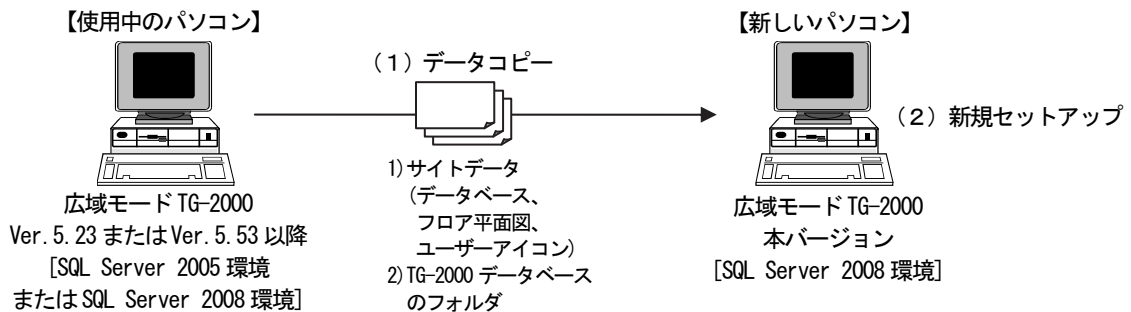 【使用中のパソコン】
広域モード TG-2000
Ver.5.23 または Ver.5.53 以降
[SQL Server 2005 環境
または SQL Server 2008 環境]
（１）データコピー
1)サイトデータ
(データベース、
フロア平面図、
ユーザーアイコン)
2)TG-2000 データベース
のフォルダ
【新しいパソコン】
（２）新規セットアップ
広域モード TG-2000
本バージョン
[SQL Server 2008 環境]